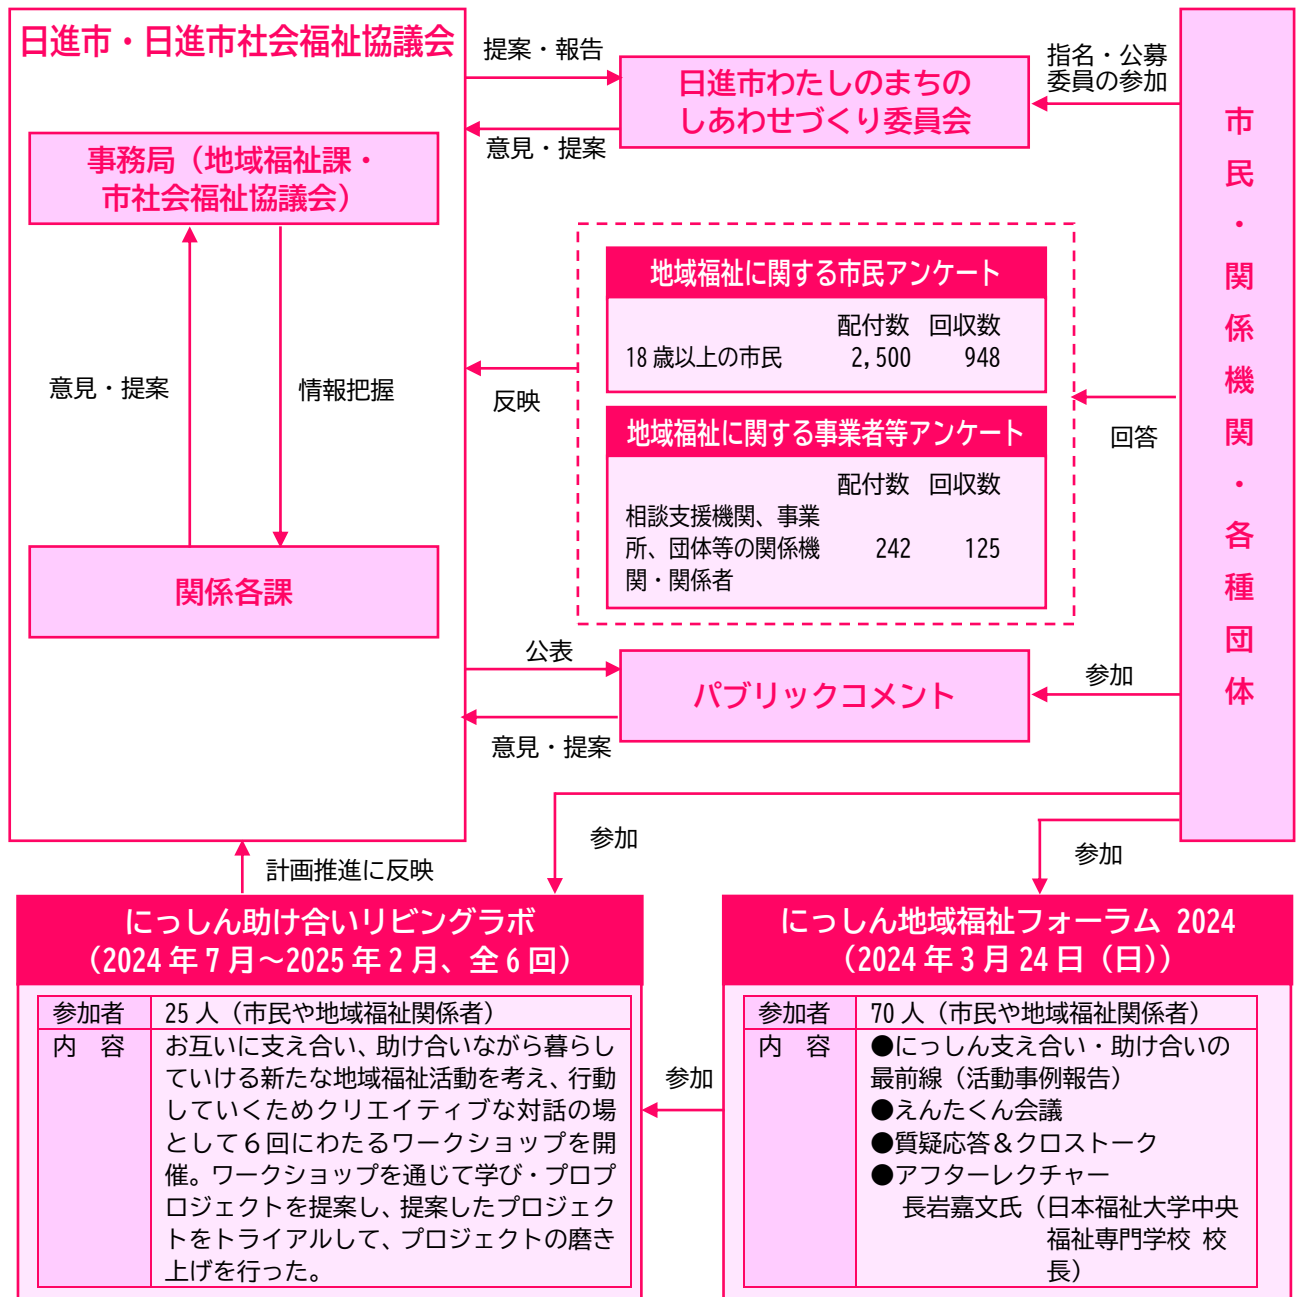 日進市・日進市社会福祉協議会
提案・報告
意見・提案
日進市わたしのまちの
しあわせづくり委員会
指名・公募
委員の参加
市民・関係機関・各種団体
事務局（地域福祉課・
市社会福祉協議会）
意見・提案
情報把握
関係各課
反映
地域福祉に関する市民アンケート
配付数 回収数
18歳以上の市民 2,500 948
地域福祉に関する事業者等アンケート
配付数 回収数
相談支援機関、事業
所、団体等の関係機 242 125
関・関係者
回答
公表
意見・提案
パブリックコメント
参加
参加
参加
計画推進に反映
にっしん助け合いリビングラボ
（2024年7月～2025年2月、全6回）
参加者 25人（市民や地域福祉関係者）
内 容 お互いに支え合い、助け合いながら暮らし
ていける新たな地域福祉活動を考え、行動
していくためクリエイティブな対話の場
として６回にわたるワークショップを開
催。ワークショップを通じて学び・プロプ
ロジェクトを提案し、提案したプロジェク
トをトライアルして、プロジェクトの磨き
上げを行った。
参加
にっしん地域福祉フォーラム 2024
（2024年3月24日（日））
参加者 70人（市民や地域福祉関係者）
内 容 ●にっしん支え合い・助け合いの
最前線（活動事例報告）
●えんたくん会議
●質疑応答＆クロストーク
●アフターレクチャー
長岩嘉文氏（日本福祉大学中央
福祉専門学校 校
長）